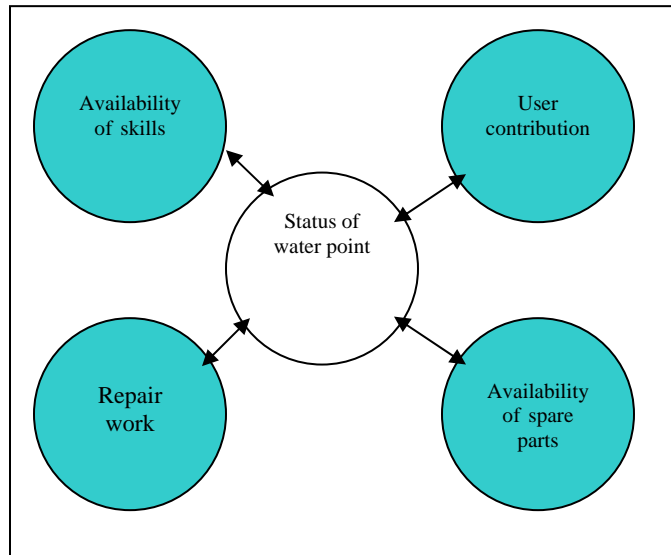 Availability
of skills
User
contribution
Status of
water point
Repair
work
Availability
of spare
parts